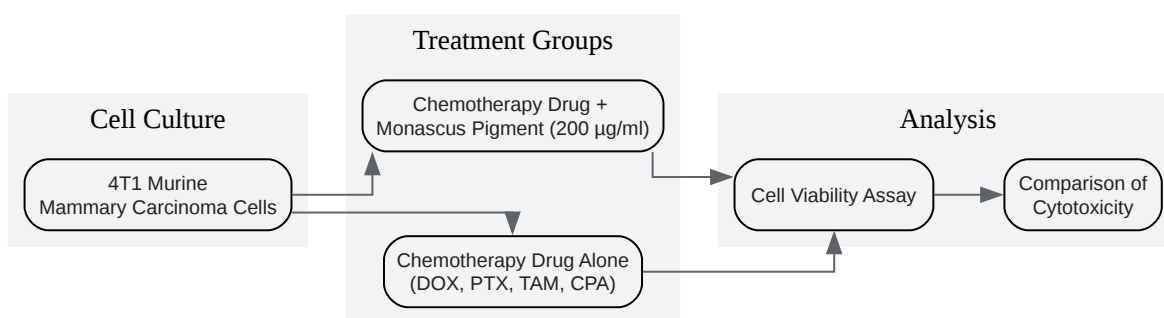 Treatment Groups
Chemotherapy Drug +
Monascus Pigment (200 µg/ml)
Cell Culture
4T1 Murine
Mammary Carcinoma Cells
Chemotherapy Drug Alone
(DOX, PTX, TAM, CPA)
Analysis
Cell Viability Assay
Comparison of
Cytotoxicity